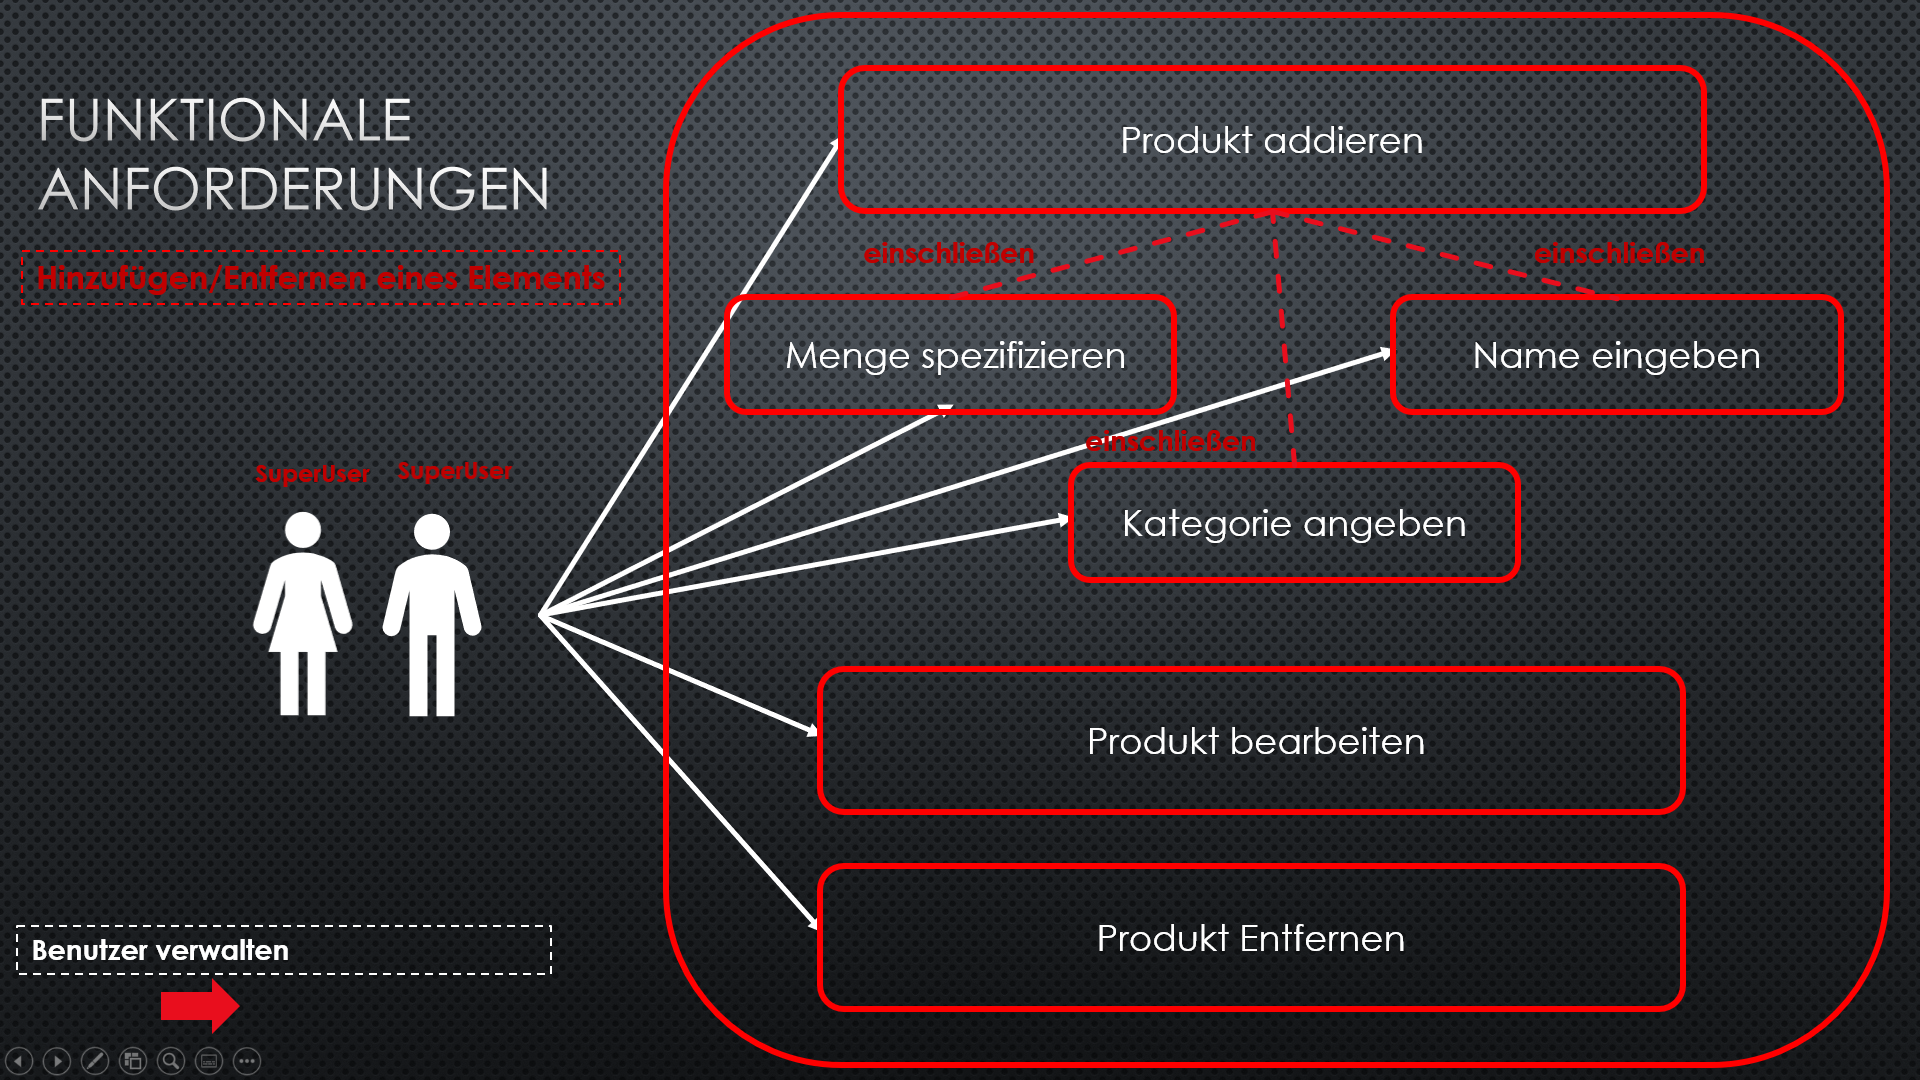 FUNKTIONALE
ANFORDERUNGEN
Hinzufügen/Entfernen eines Elements
SuperUser
SuperUser
Benutzer verwalten
Produkt addieren
einschließen
einschließen
Menge spezifizieren
Name eingeben
einschließen
Kategorie angeben
Produkt bearbeiten
Produkt Entfernen